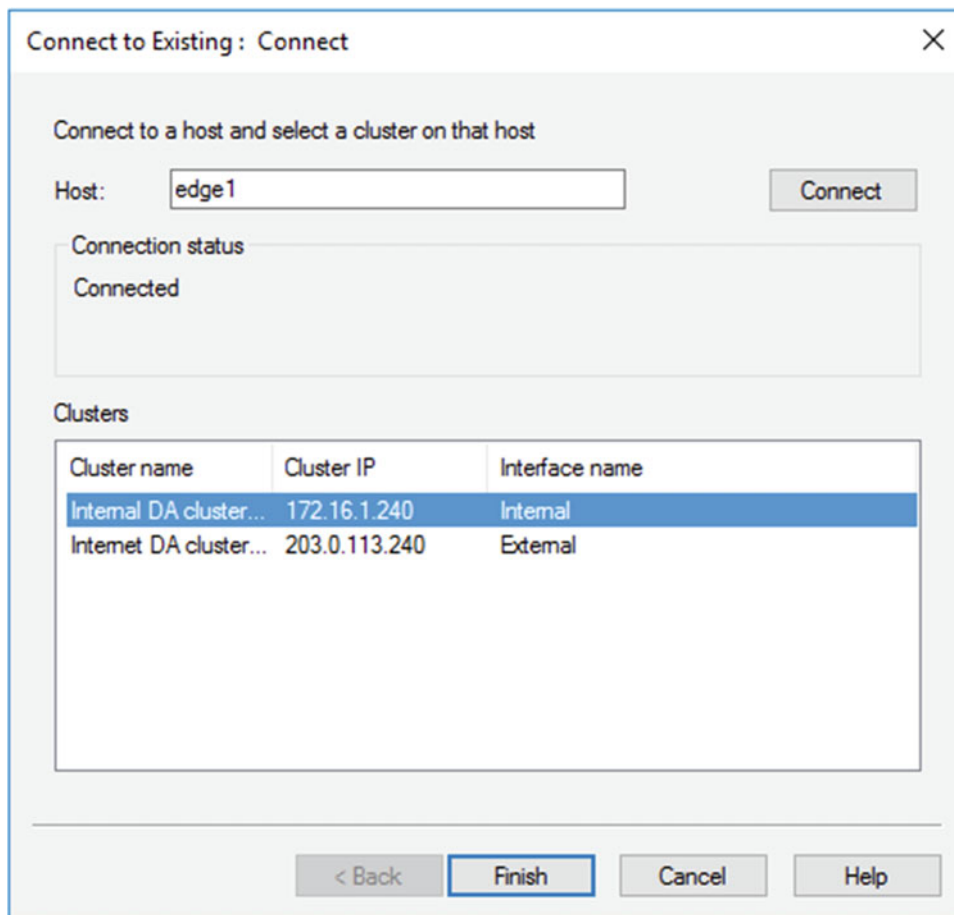 Connect to Existing : Connect
Connect to a host and select a cluster on that host
Host: edge1 Connect
Connection status
Connected
Clusters
Cluster name Cluster IP Interface name
Internal DA cluster... 172.16.1.240 Internal
Internet DA cluster... 203.0.113.240 External
< Back Finish Cancel Help